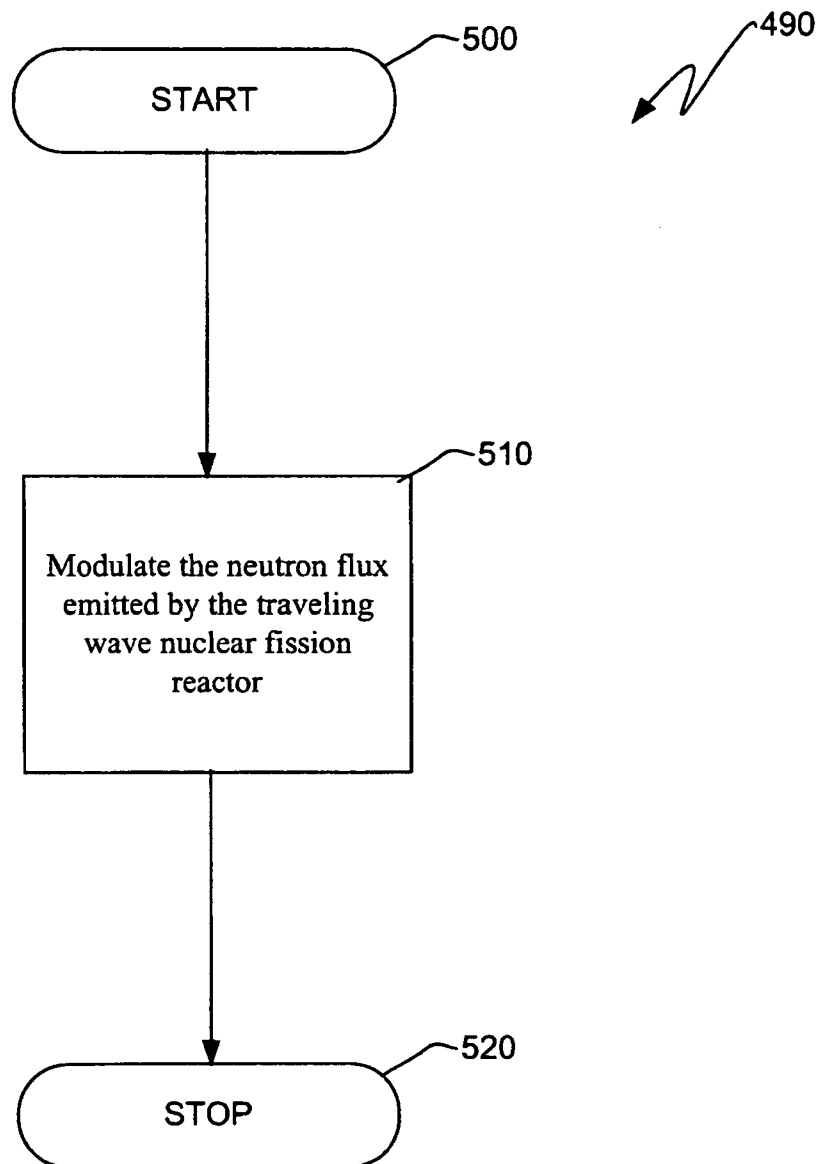 500
490
START
510
Modulate the neutron flux
emitted by the traveling
wave nuclear fission
reactor
520
STOP